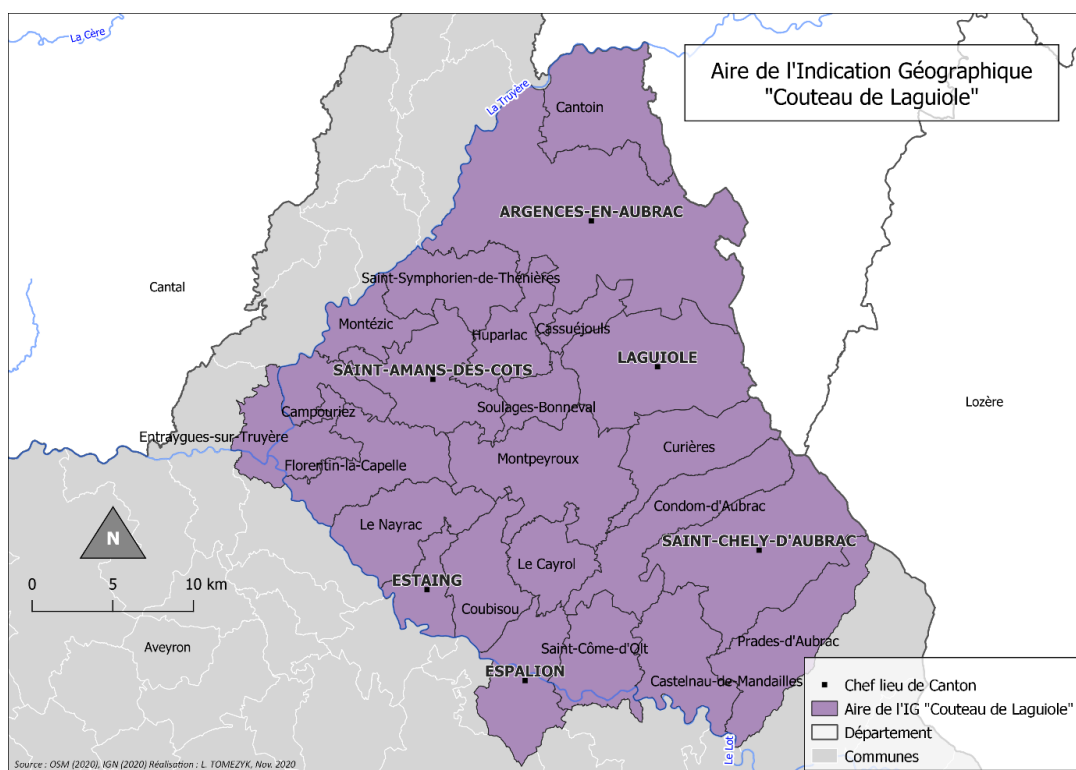 La Cère
Aire de l'Indication Géographique
"Couteau de Laguiole"
La Truyère
Cantoin
ARGENCES-EN-AUBRAC
Saint-Symphorien-de-Thénières
Cantal
Montézic
Huparlac
Cassuéjouls
LAGUIOLE
SAINT-AMANS-DES-COTS
Lozère
Campouriez
Soulages-Bonneval
Entraygues-sur-Truyère
Curières
Montpeyroux
Florentin-la-Capelle
Condom-d'Aubrac
Le Nayrac
N
SAINT-CHELY-D'AUBRAC
Le Cayrol
0 5 10 km
ESTAING
Coubisou
Aveyron
Prades-d'Aubrac
Saint-Côme-d'Olt
ESPALION
Castelnau-de-Mandailles
Chef lieu de Canton
Aire de l'IG "Couteau de Laguiole"
Département
Communes
Le Lot
Source : OSM (2020), IGN (2020) Réalisation : L. TOMEZYK, Nov. 2020